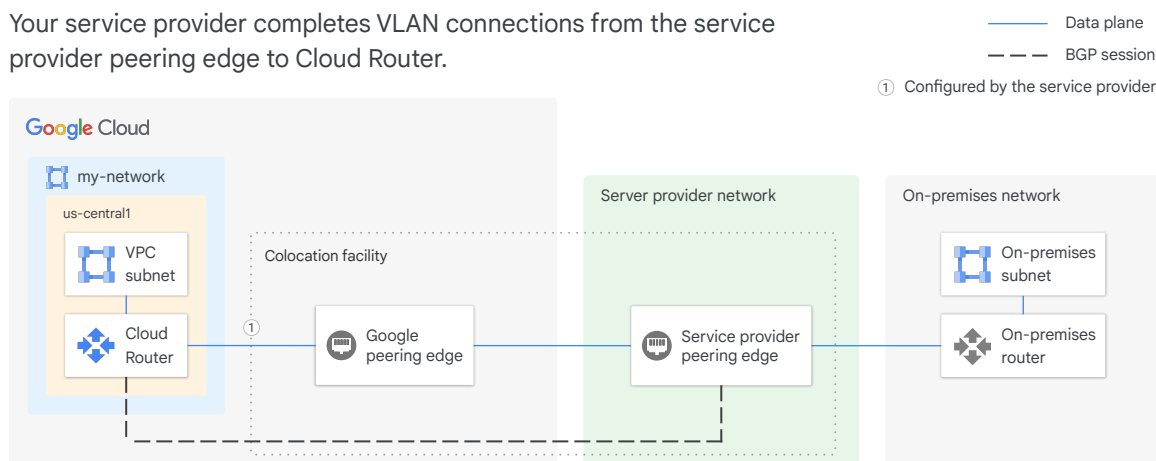 Your service provider completes VLAN connections from the service
provider peering edge to Cloud Router.
Data plane
BGP session
1 Configured by the service provider
Google Cloud
my-network
us-central1
VPC
subnet
Cloud
Router
1
Colocation facility
Google
peering edge
Server provider network
Service provider
peering edge
On-premises network
On-premises
subnet
On-premises
router